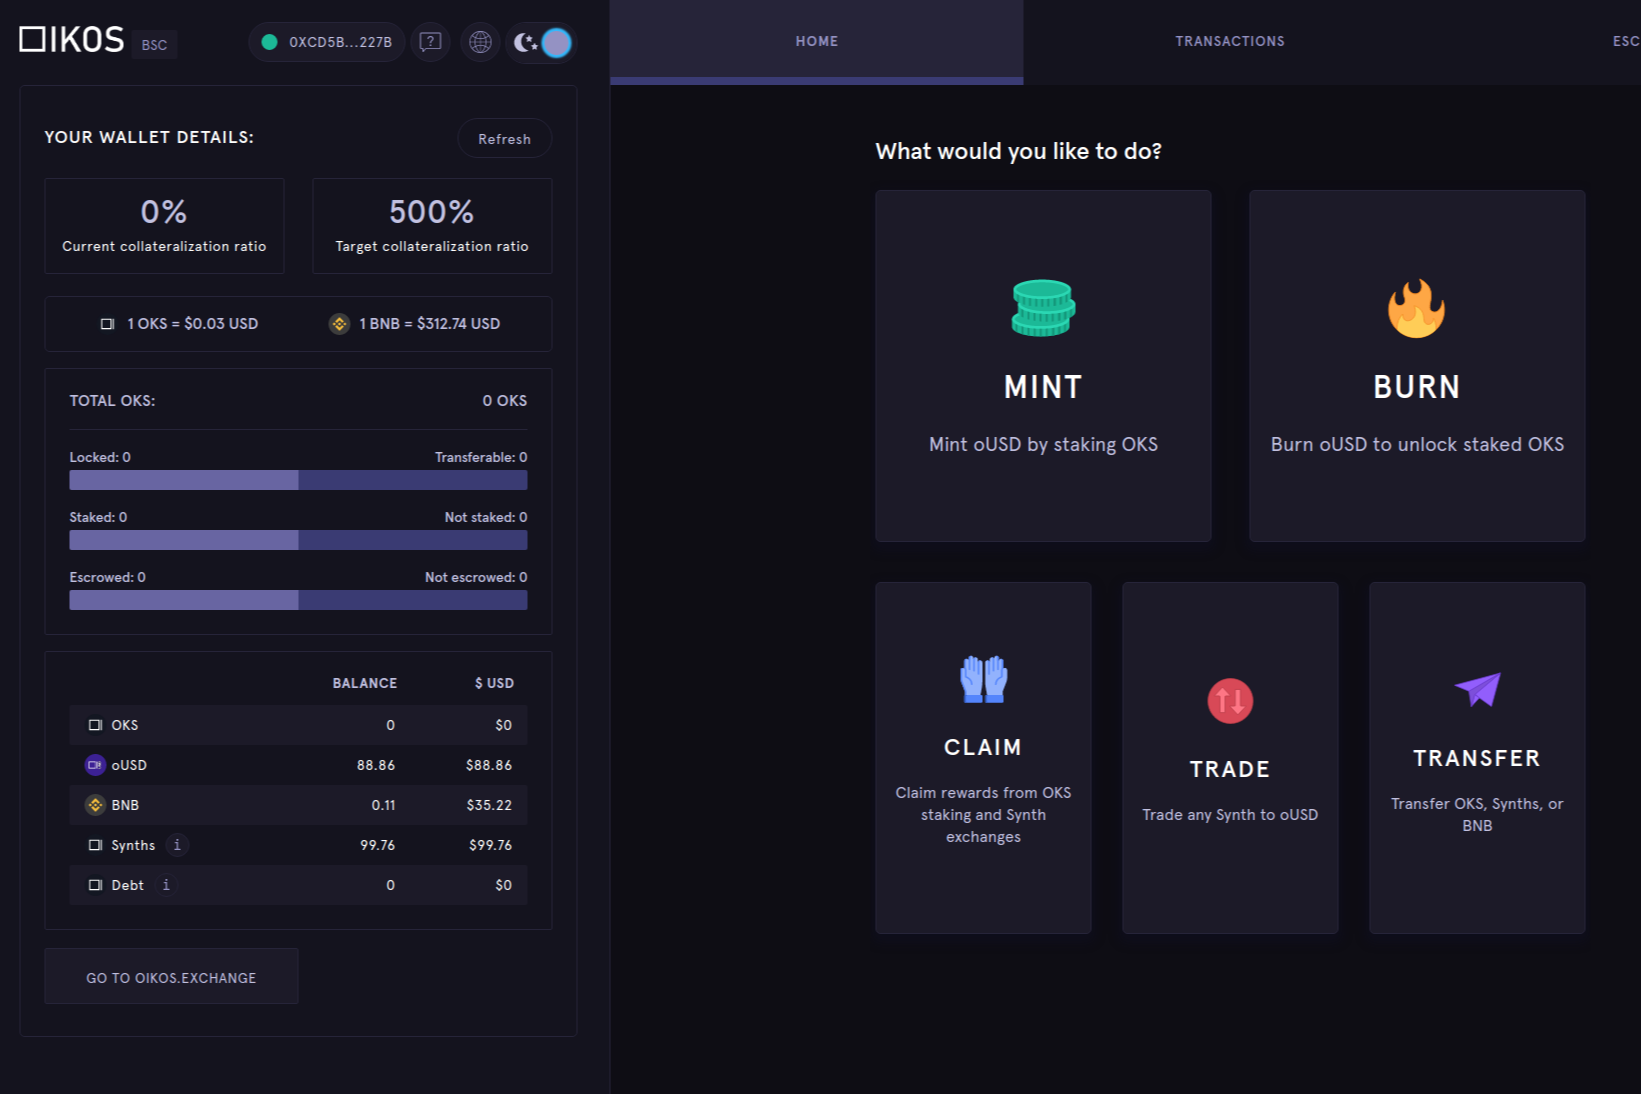 OIKOS BSC
0XCD5B...227B
HOME
TRANSACTIONS
ESC
YOUR WALLET DETAILS:
Refresh
0%
Current collateralization ratio
500%
Target collateralization ratio
1 OKS = $0.03 USD
1 BNB = $312.74 USD
TOTAL OKS: 0 OKS
Locked: 0 Transferable: 0
Staked: 0 Not staked: 0
Escrowed: 0 Not escrowed: 0
BALANCE $ USD
OKS 0 $0
oUSD 88.86 $88.86
BNB 0.11 $35.22
Synths i 99.76 $99.76
Debt i 0 $0
GO TO OIKOS.EXCHANGE
What would you like to do?
MINT
Mint oUSD by staking OKS
BURN
Burn oUSD to unlock staked OKS
CLAIM
Claim rewards from OKS
staking and Synth
exchanges
TRADE
Trade any Synth to oUSD
TRANSFER
Transfer OKS, Synths, or
BNB